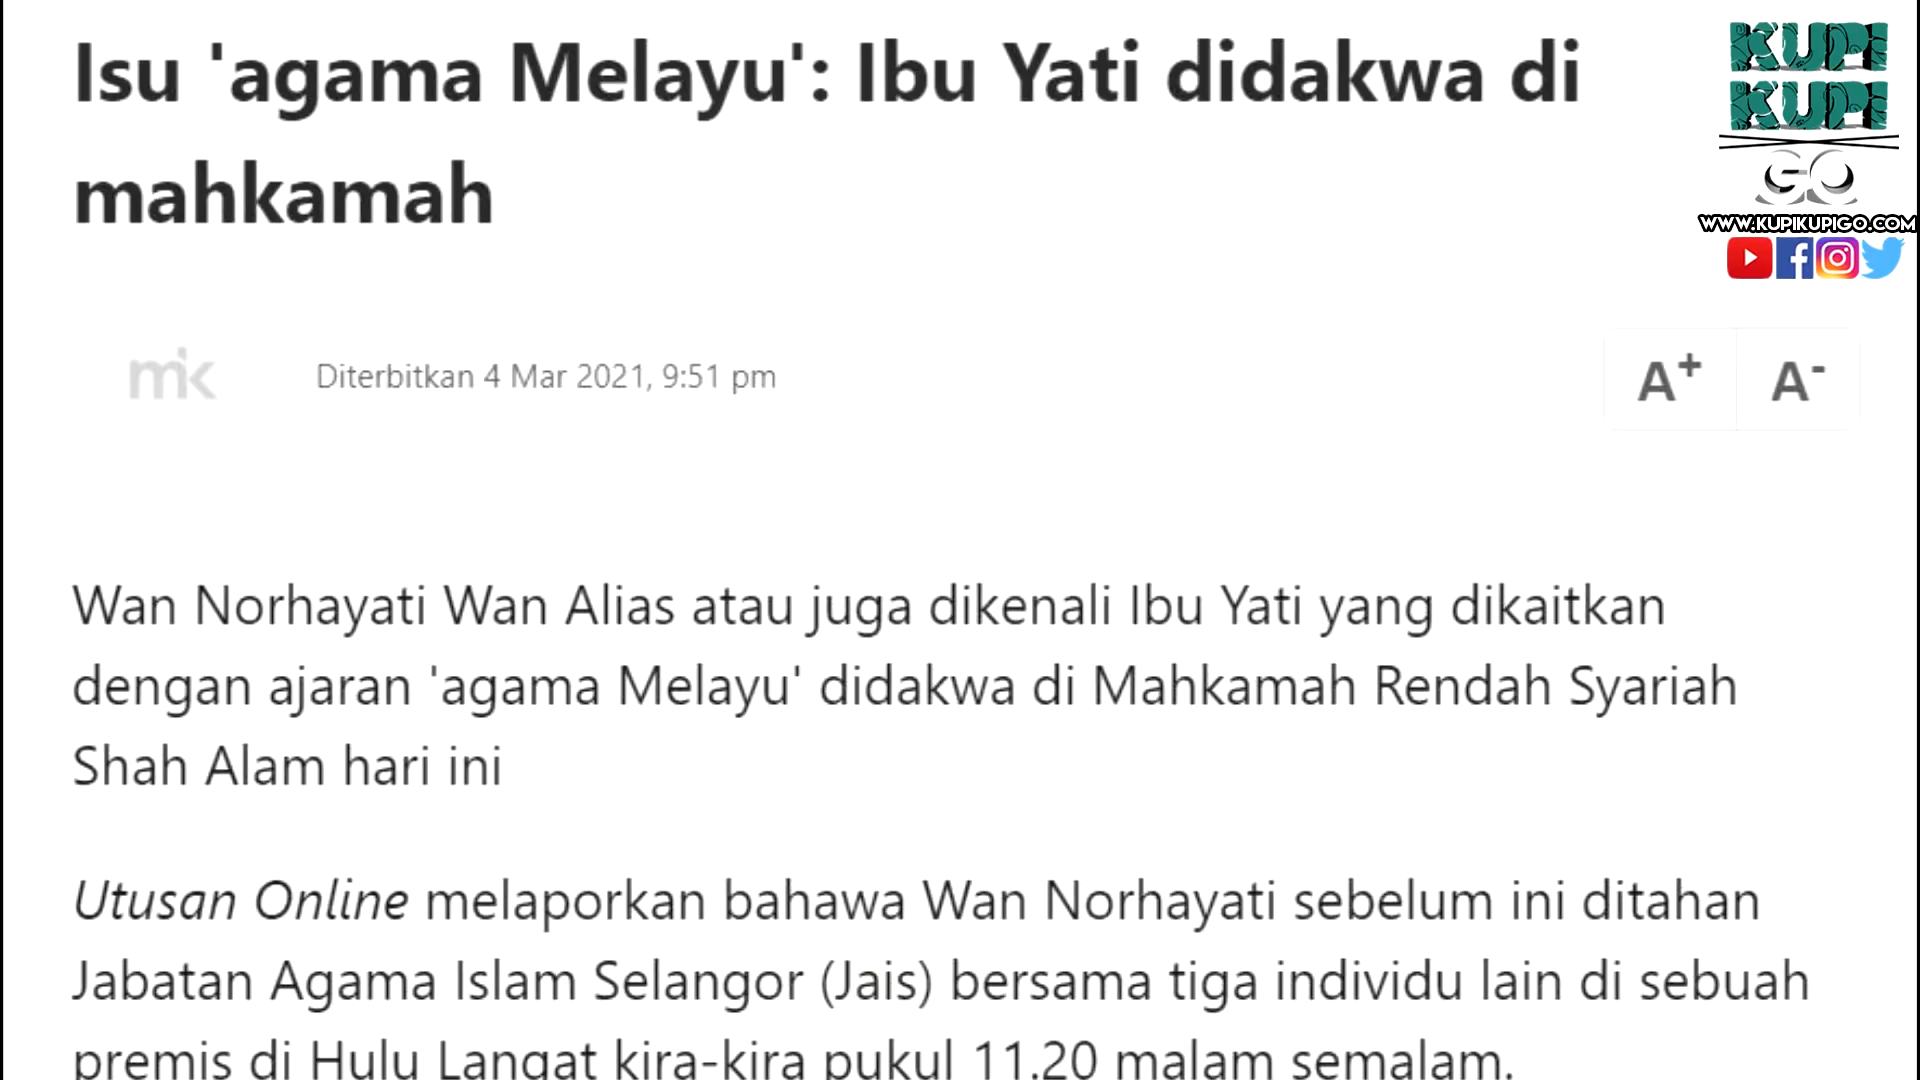 Isu 'agama Melayu': Ibu Yati didakwa di
mahkamah
KUPI
KUPI
GO
WWW.KUPIKUPIGO.COM
mk
Diterbitkan 4 Mar 2021, 9:51 pm
A+ A-
Wan Norhayati Wan Alias atau juga dikenali Ibu Yati yang dikaitkan
dengan ajaran 'agama Melayu' didakwa di Mahkamah Rendah Syariah
Shah Alam hari ini
Utusan Online melaporkan bahawa Wan Norhayati sebelum ini ditahan
Jabatan Agama Islam Selangor (Jais) bersama tiga individu lain di sebuah
premis di Hulu Langat kira-kira pukul 11.20 malam semalam.